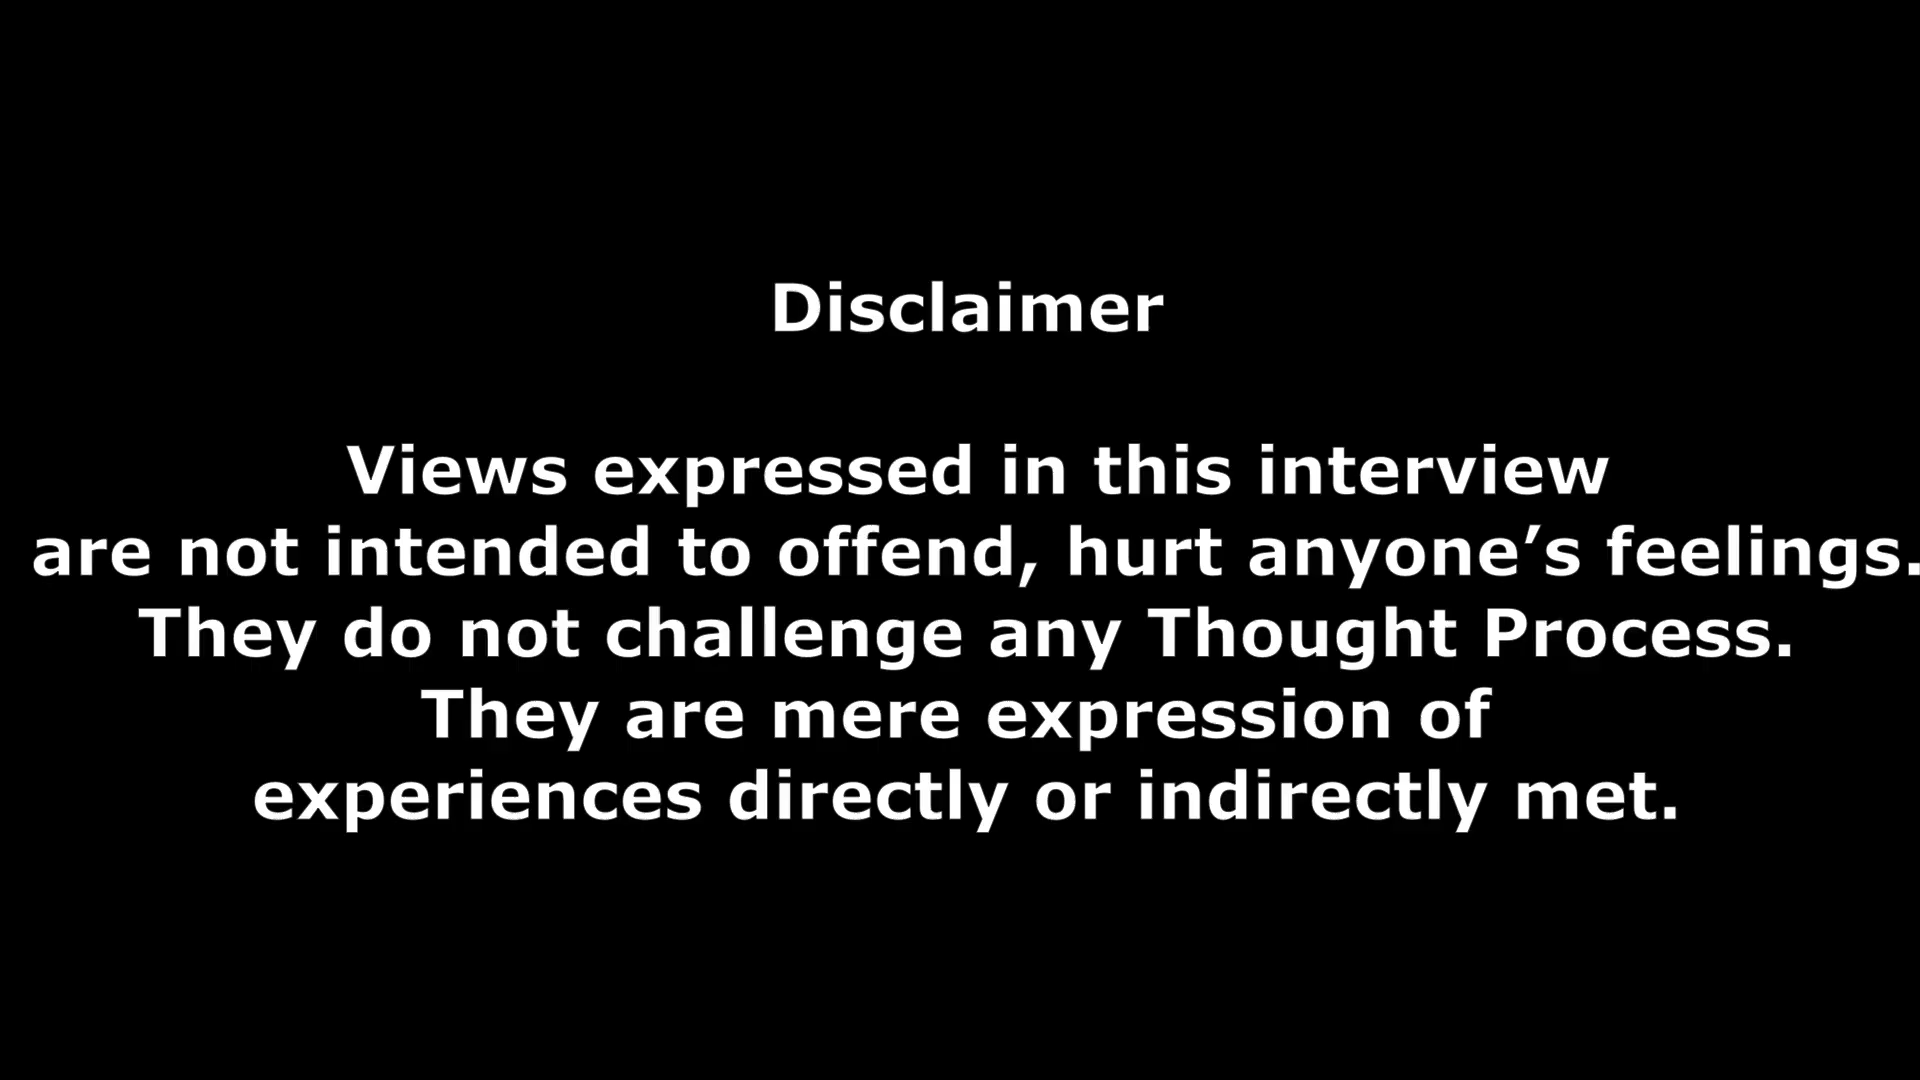 Disclaimer
Views expressed in this interview
are not intended to offend, hurt anyone’s feelings.
They do not challenge any Thought Process.
They are mere expression of
experiences directly or indirectly met.